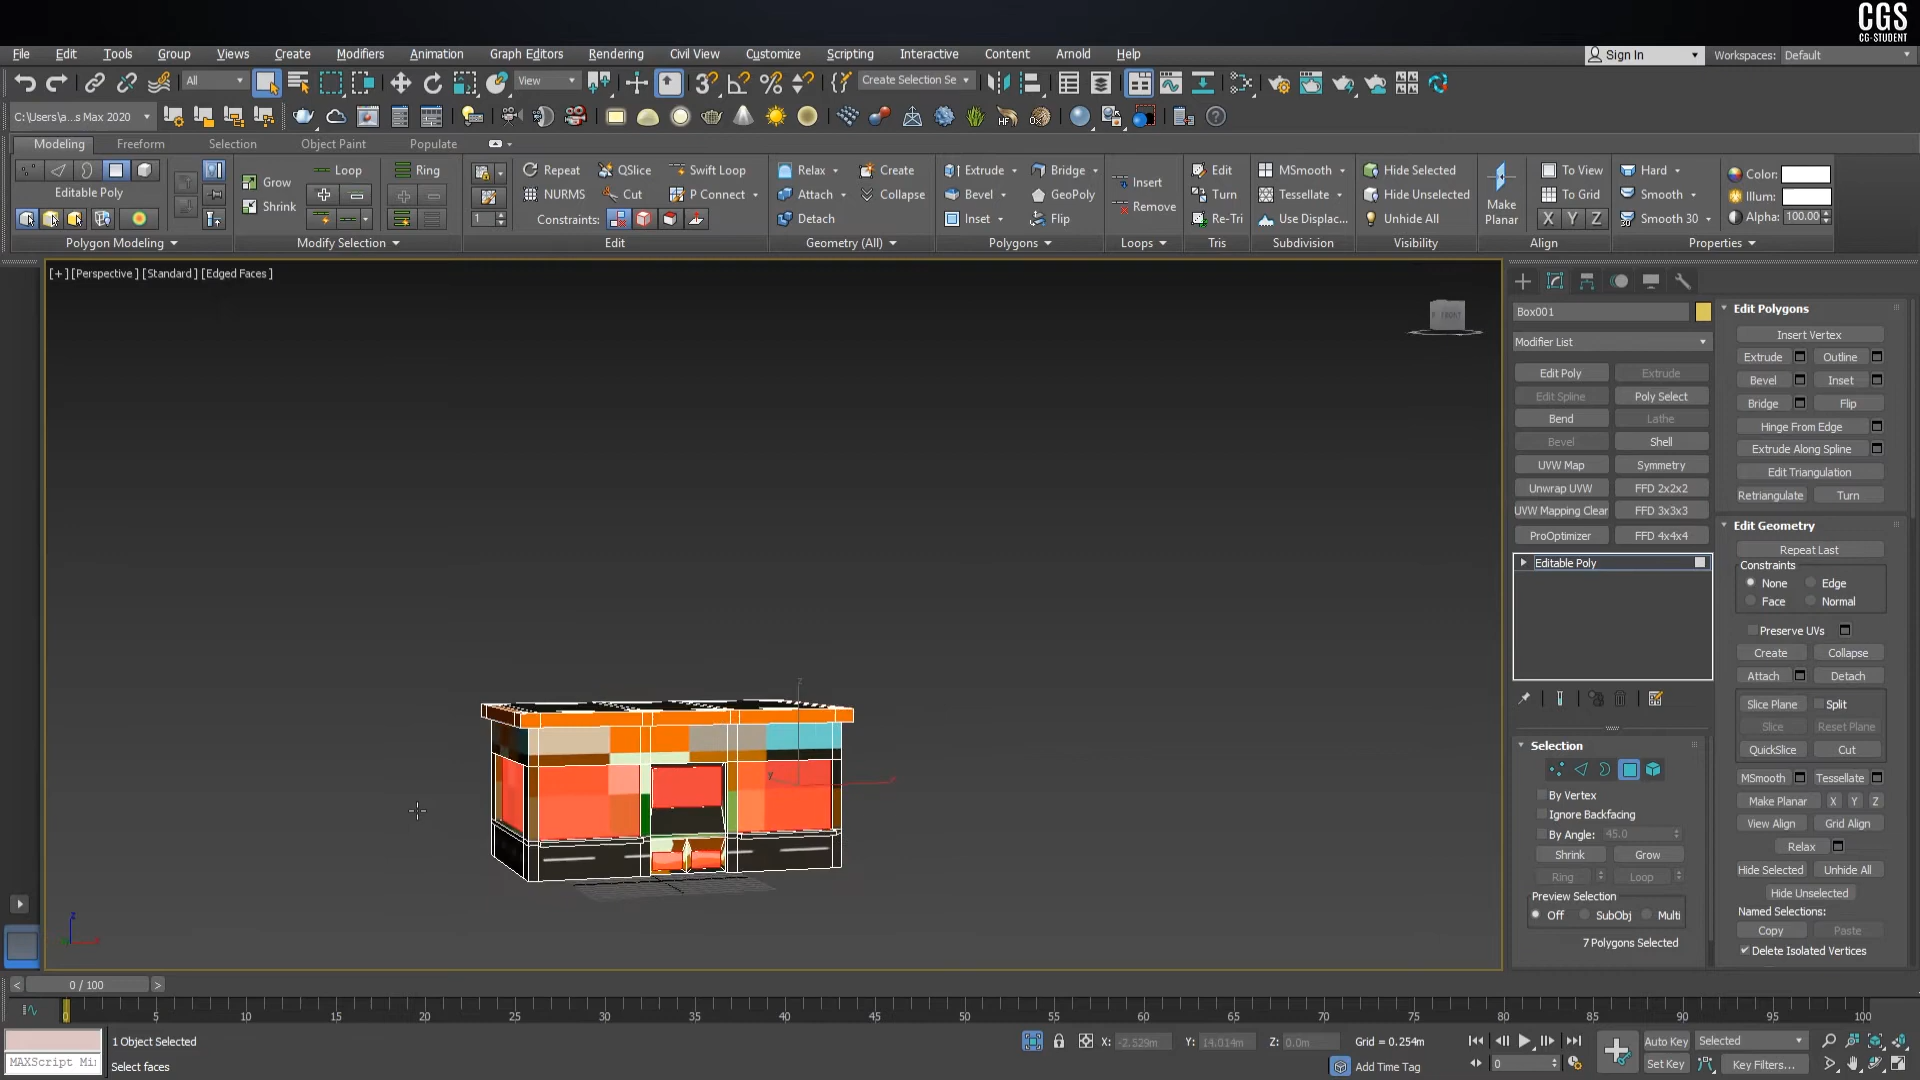 CGS
CG-STUDENT
File Edit Tools Group Views Create Modifiers Animation Graph Editors Rendering Civil View Customize Scripting Interactive Content Arnold Help Sign In Workspaces: Default
All View Create Selection Se
C:\Users\a...s Max 2020
Modeling Freeform Selection Object Paint Populate
Grow Loop Ring Repeat QSlice Swift Loop Relax Create Extrude Bridge Insert Edit MSmooth Hide Selected To View Hard Color:
Editable Poly Shrink NURMS Cut P Connect Attach Collapse Bevel GeoPoly Remove Turn Tessellate Hide Unselected Make Planar To Grid Smooth Illum:
1 Constraints: Detach Inset Flip Re-Tri Use Displac... Unhide All X Y Z Smooth 30 Alpha: 100.00
Polygon Modeling Modify Selection Edit Geometry (All) Polygons Loops Tris Subdivision Visibility Align Properties
[+] [Perspective] [Standard] [Edged Faces]
FRONT
z
y
z
Box001
Modifier List
Edit Poly Extrude
Edit Spline Poly Select
Bend Lathe
Bevel Shell
UVW Map Symmetry
Unwrap UVW FFD 2x2x2
UVW Mapping Clear FFD 3x3x3
ProOptimizer FFD 4x4x4
Editable Poly
Selection
By Vertex
Ignore Backfacing
By Angle: 45.0
Shrink Grow
Ring Loop
Preview Selection
Off SubObj Multi
7 Polygons Selected
Edit Polygons
Insert Vertex
Extrude Outline
Bevel Inset
Bridge Flip
Hinge From Edge
Extrude Along Spline
Edit Triangulation
Retriangulate Turn
Edit Geometry
Repeat Last
Constraints
None Edge
Face Normal
Preserve UVs
Create Collapse
Attach Detach
Slice Plane Split
Slice Reset Plane
QuickSlice Cut
MSmooth Tessellate
Make Planar X Y Z
View Align Grid Align
Relax
Hide Selected Unhide All
Hide Unselected
Named Selections:
Copy Paste
Delete Isolated Vertices
< 0 / 100 >
0 5 10 15 20 25 30 35 40 45 50 55 60 65 70 75 80 85 90 95 100
1 Object Selected X: -2.529m Y: 14.014m Z: 0.0m Grid = 0.254m Auto Key Selected
MAXScript Mi Select faces Add Time Tag 0 Set Key Key Filters...